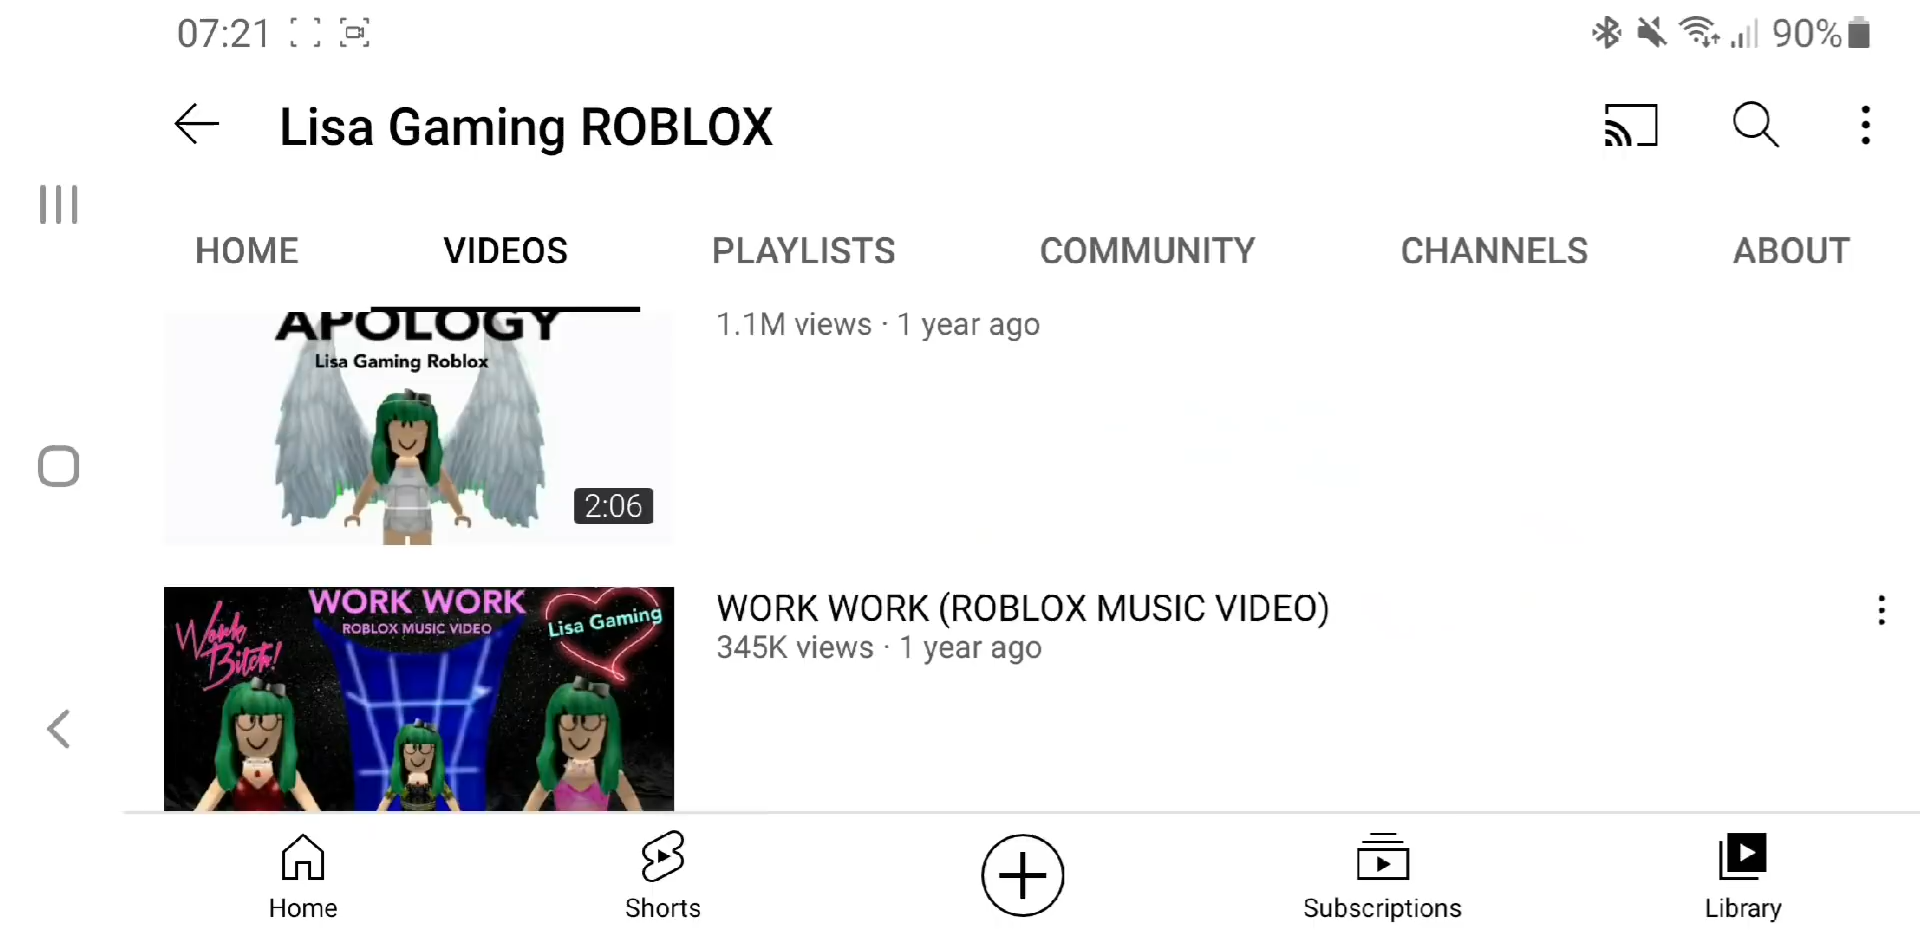 07:21
90%
Lisa Gaming ROBLOX
HOME VIDEOS PLAYLISTS COMMUNITY CHANNELS ABOUT
APOLOGY
Lisa Gaming Roblox
2:06
1.1M views · 1 year ago
Work Bitch!
WORK WORK
ROBLOX MUSIC VIDEO
Lisa Gaming
WORK WORK (ROBLOX MUSIC VIDEO)
345K views · 1 year ago
Home Shorts Subscriptions Library